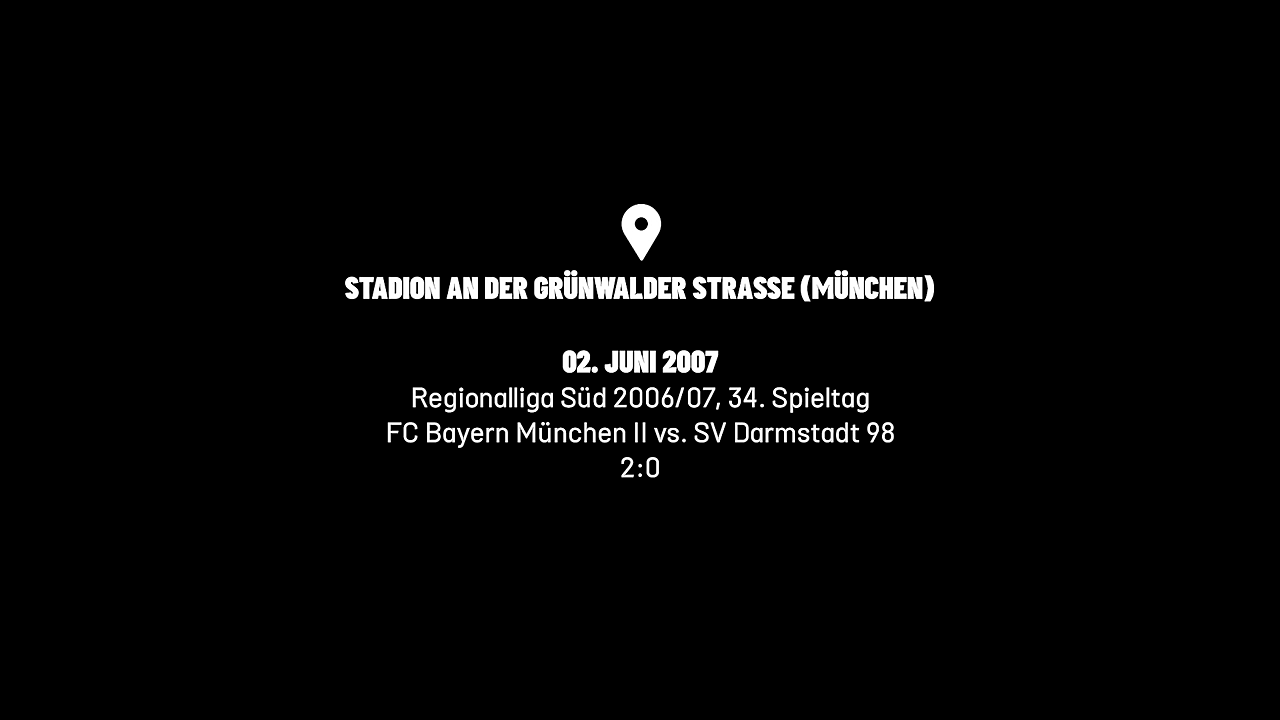 STADION AN DER GRÜNWALDER STRASSE (MÜNCHEN)
02. JUNI 2007
Regionalliga Süd 2006/07, 34. Spieltag
FC Bayern München II vs. SV Darmstadt 98
2:0